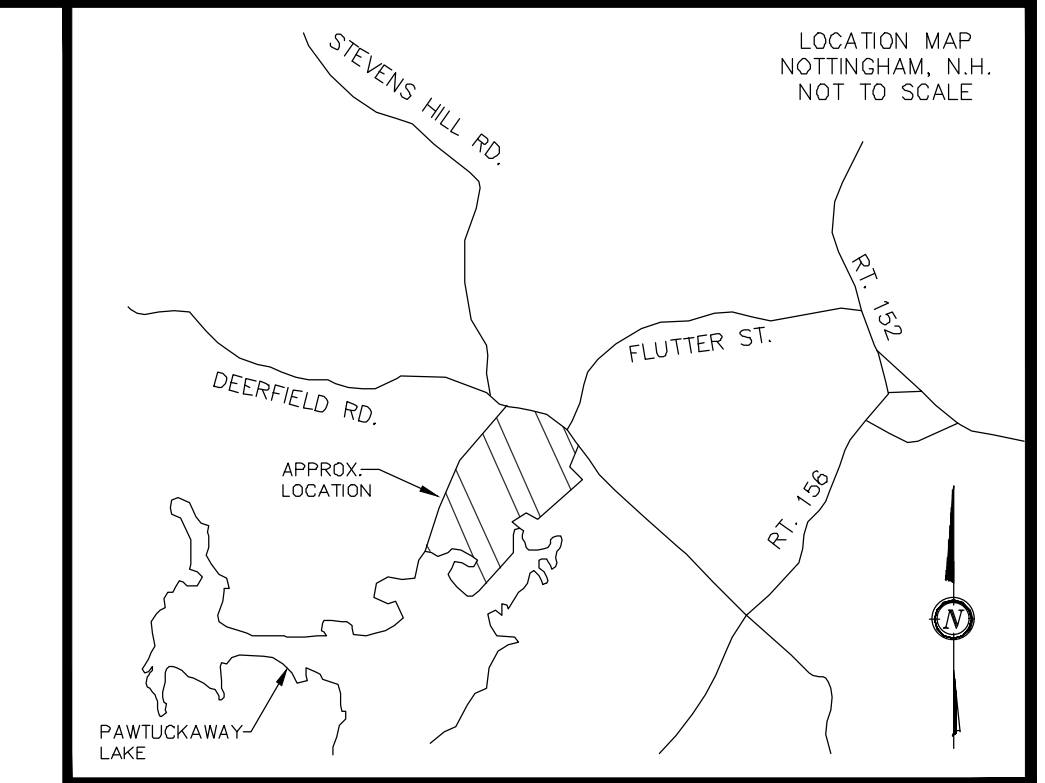 LOCATION MAP
NOTTINGHAM, N.H.
NOT TO SCALE
STEVENS HILL RD.
RT. 152
FLUTTER ST.
DEERFIELD RD.
APPROX.
LOCATION
RT. 156
N
PAWTUCKAWAY
LAKE